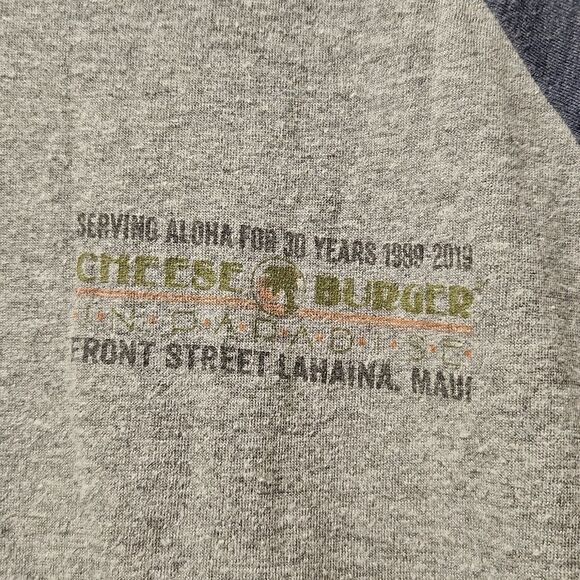 SERVING ALOHA FOR 30 YEARS 1989-2019
CHEESE BURGER
IN•PARADISE
FRONT STREET LAHAINA, MAUI